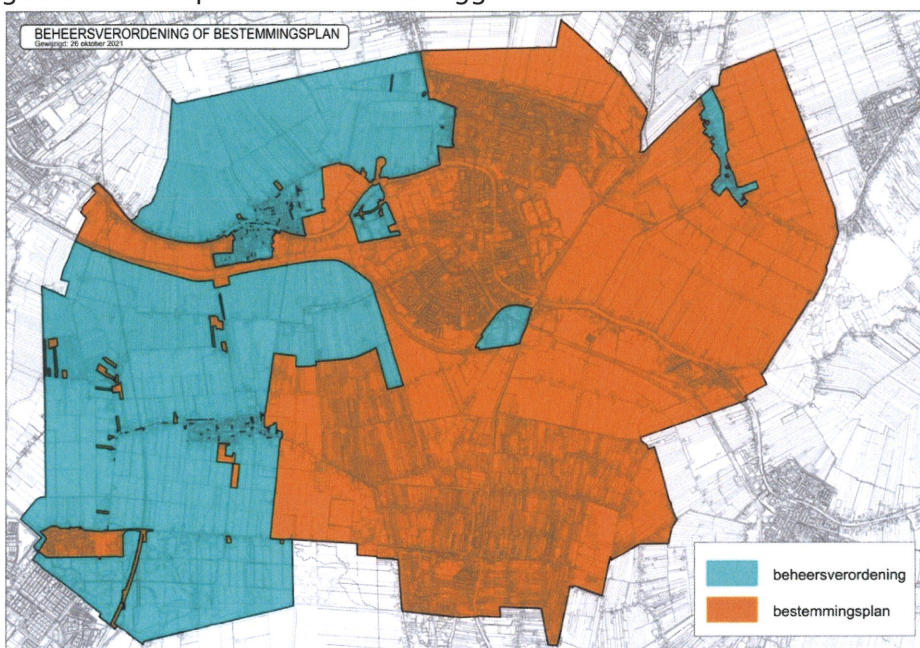 BEHEERSVERORDENING OF BESTEMMINGSPLAN
Gewijzigd: 26 oktober 2021
beheersverordening
bestemmingsplan